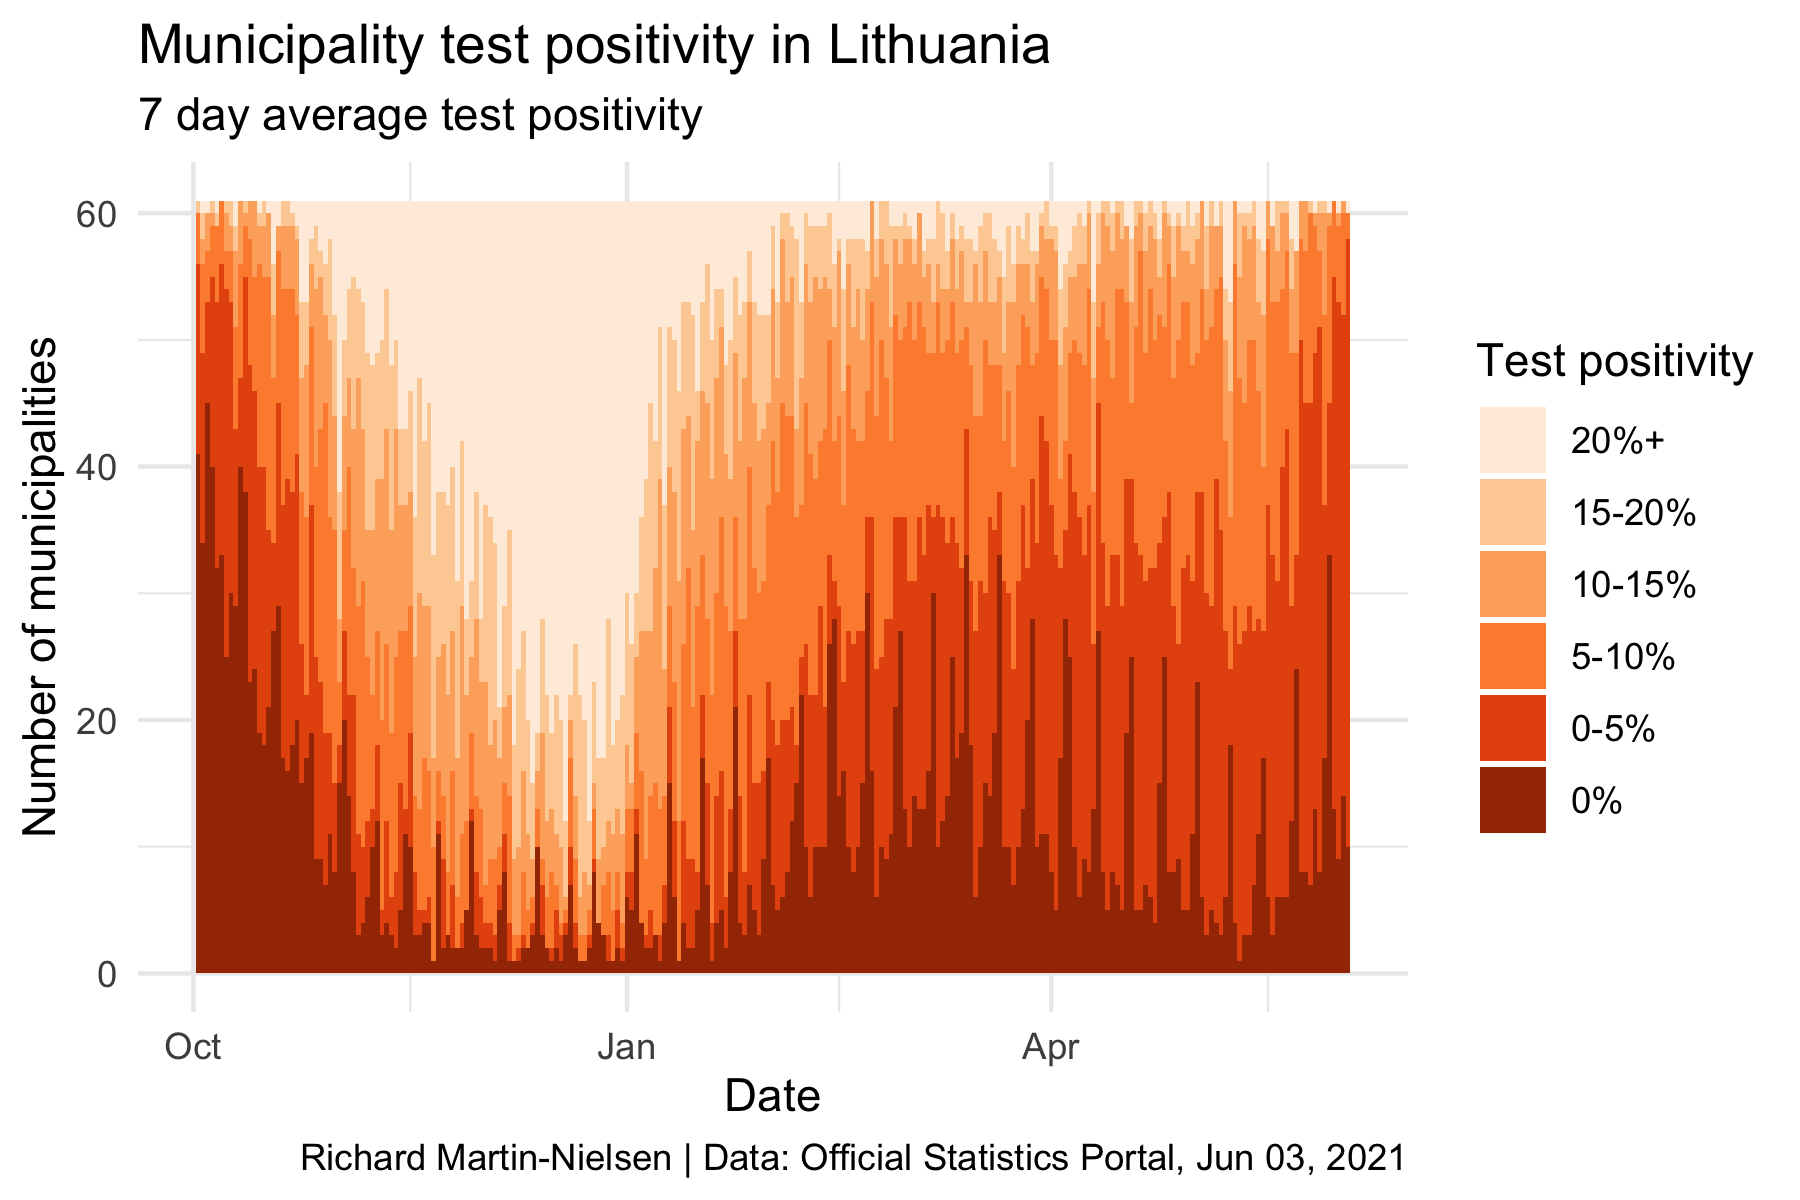 Municipality test positivity in Lithuania
7 day average test positivity
Number of municipalities
60
40
20
0
Oct
Jan
Apr
Date
Test positivity
20%+
15-20%
10-15%
5-10%
0-5%
0%
Richard Martin-Nielsen | Data: Official Statistics Portal, Jun 03, 2021